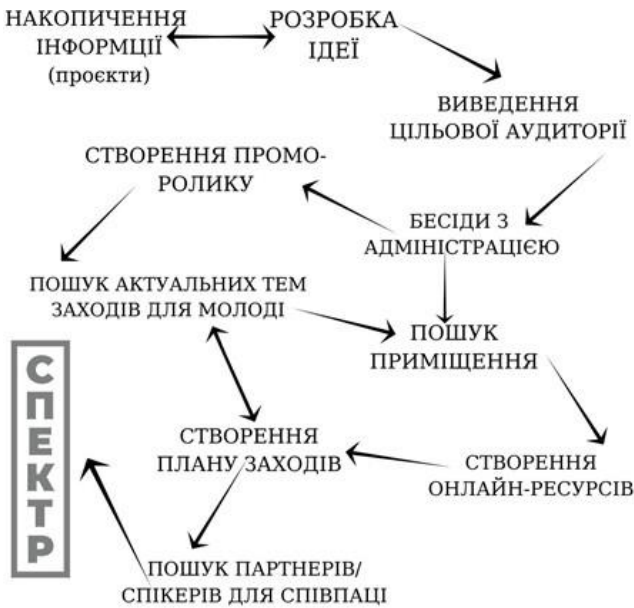 НАКОПИЧЕННЯ
ІНФОРМЦІЇ
(проєкти)
РОЗРОБКА
ІДЕЇ
ВИВЕДЕННЯ
ЦІЛЬОВОЇ АУДИТОРІЇ
СТВОРЕННЯ ПРОМО-
РОЛИКУ
БЕСІДИ З
АДМІНІСТРАЦІЄЮ
ПОШУК АКТУАЛЬНИХ ТЕМ
ЗАХОДІВ ДЛЯ МОЛОДІ
ПОШУК
ПРИМІЩЕННЯ
СТВОРЕННЯ
ПЛАНУ ЗАХОДІВ
СТВОРЕННЯ
ОНЛАЙН-РЕСУРСІВ
ПОШУК ПАРТНЕРІВ/
СПІКЕРІВ ДЛЯ СПІВПАЦІ
СПЕКТР